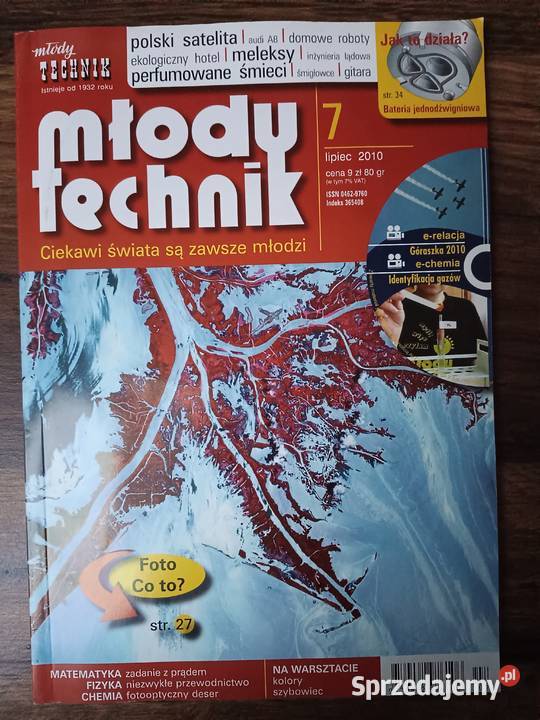 młody
TECHNIK
Istnieje od 1932 roku
polski satelita | audi A8 | domowe roboty
ekologiczny hotel | meleksy | inżynieria lądowa
perfumowane śmieci | śmigłowce | gitara
Jak to działa?
str. 34
Bateria jednodźwigniowa
młody
technik
Ciekawi świata są zawsze młodzi
7
lipiec 2010
cena 9 zł 80 gr
(w tym 7% VAT)
ISSN 0462-9760
Indeks 365408
e-relacja
Góraszka 2010
e-chemia
Identyfikacja gazów
Foto
Co to?
str. 27
MATEMATYKA zadanie z prądem
FIZYKA niezwykłe przewodnictwo
CHEMIA fotooptyczny deser
NA WARSZTACIE
kolory
szybowiec
Sprzedajemy.pl